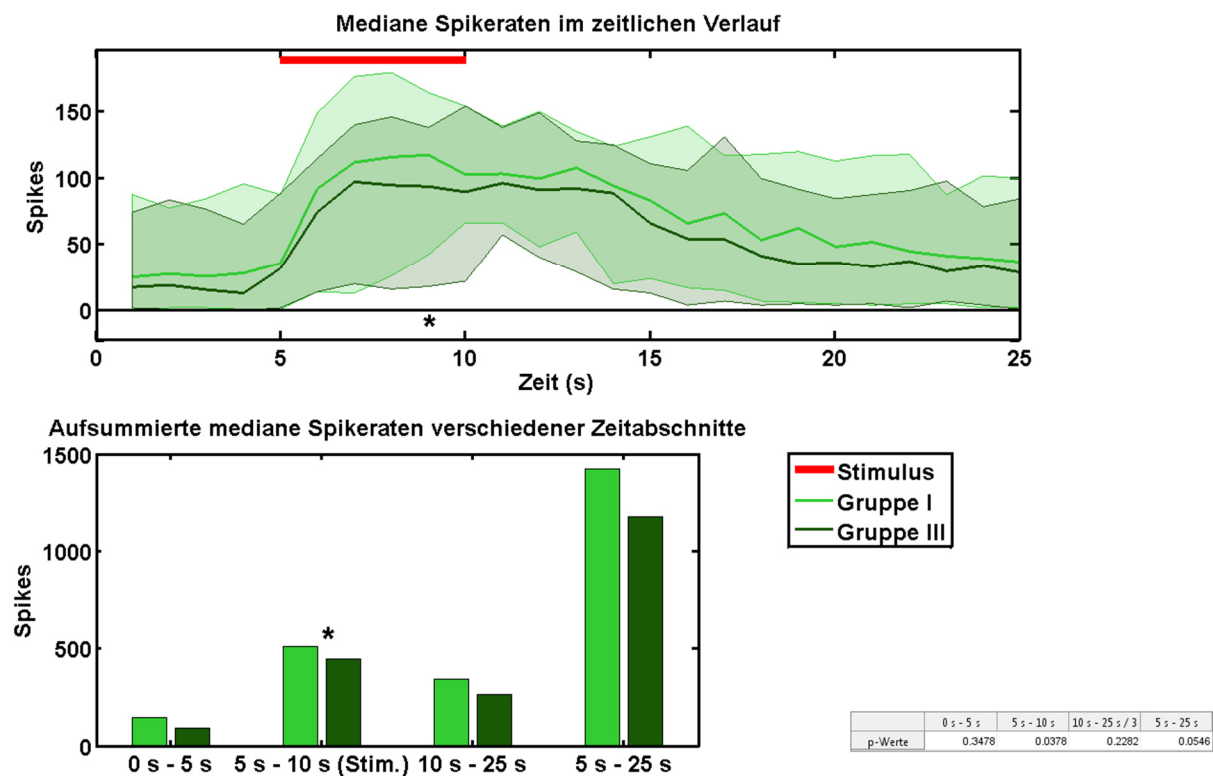 Mediane Spikeraten im zeitlichen Verlauf
150
100
50
0
Spikes
*
0 5 10 15 20 25
Zeit (s)
Aufsummierte mediane Spikeraten verschiedener Zeitabschnitte
1500
1000
500
0
Spikes
*
0 s - 5 s 5 s - 10 s (Stim.) 10 s - 25 s 5 s - 25 s
Stimulus
Gruppe I
Gruppe III
0 s - 5 s 5 s - 10 s 10 s - 25 s / 3 5 s - 25 s
p-Werte 0.3478 0.0378 0.2282 0.0546